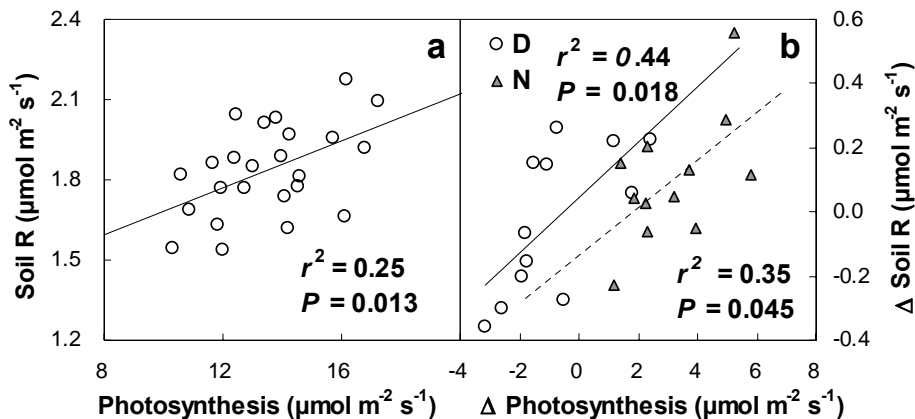 2.4
2.1
1.8
1.5
1.2
Soil R (µmol m⁻² s⁻¹)
a
r² = 0.25
P = 0.013
8
12
16
Photosynthesis (µmol m⁻² s⁻¹)
D
N
b
r² = 0.44
P = 0.018
r² = 0.35
P = 0.045
-4
-2
0
2
4
6
8
Δ Photosynthesis (µmol m⁻² s⁻¹)
0.6
0.4
0.2
0.0
-0.2
-0.4
Δ Soil R (µmol m⁻² s⁻¹)